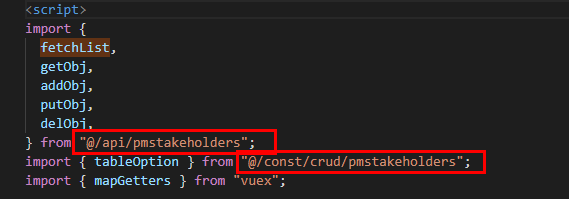 <script>
import {
fetchList,
getObj,
addObj,
putObj,
delObj,
} from "@/api/pmstakeholders";
import { tableOption } from "@/const/crud/pmstakeholders";
import { mapGetters } from "vuex";